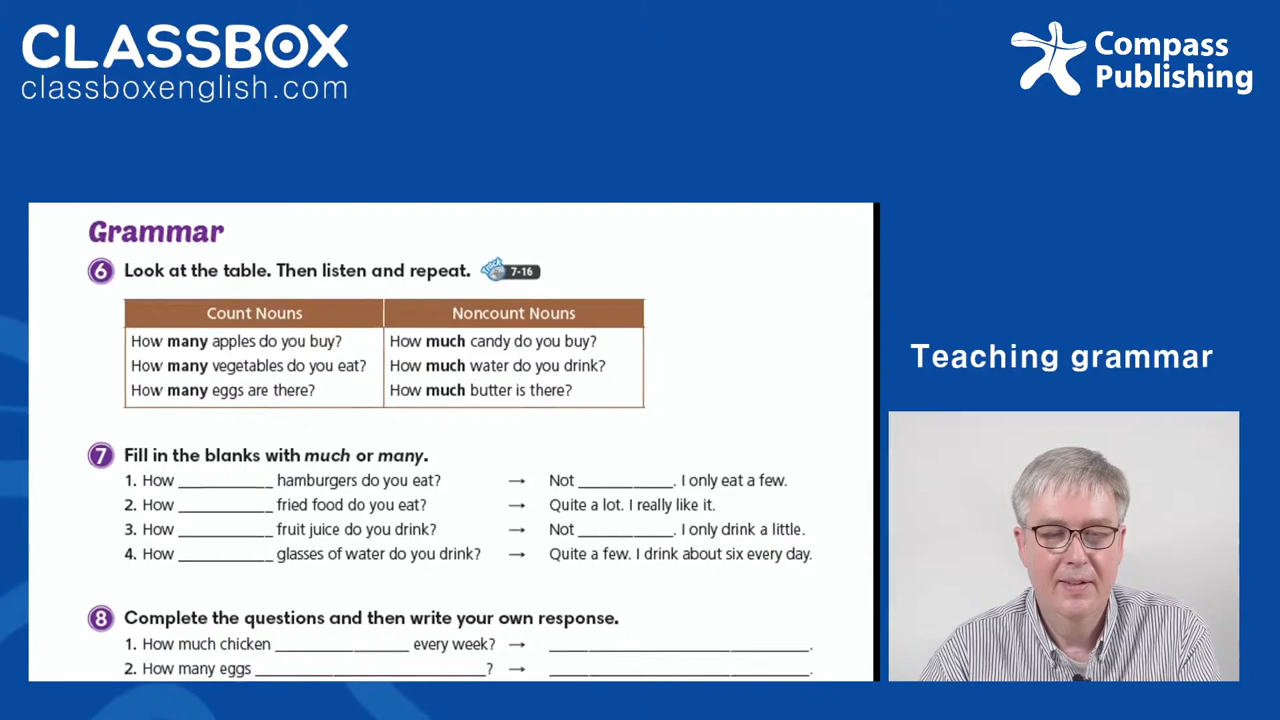 CLASSBOX
classboxenglish.com
Compass
Publishing
Grammar
6 Look at the table. Then listen and repeat. TRACK 7-16
Count Nouns Noncount Nouns
How many apples do you buy? How much candy do you buy?
How many vegetables do you eat? How much water do you drink?
How many eggs are there? How much butter is there?
7 Fill in the blanks with much or many.
1. How ____________ hamburgers do you eat? → Not ____________. I only eat a few.
2. How ____________ fried food do you eat? → Quite a lot. I really like it.
3. How ____________ fruit juice do you drink? → Not ____________. I only drink a little.
4. How ____________ glasses of water do you drink? → Quite a few. I drink about six every day.
8 Complete the questions and then write your own response.
1. How much chicken _________________ every week? → _________________________________.
2. How many eggs _____________________________? → _________________________________.
Teaching grammar